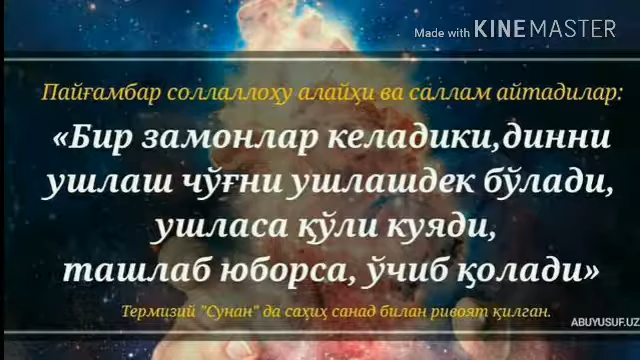 Made with KINEMASTER
Пайғамбар соллаллоҳу алайҳи ва саллам айтадилар:
«Бир замонлар келадики,динни
ушлаш чўғни ушлашдек бўлади,
ушласа қўли куяди,
ташлаб юборса, ўчиб қолади»
Термизий "Сунан" да саҳиҳ санад билан ривоят қилган.
ABUYUSUF.UZ